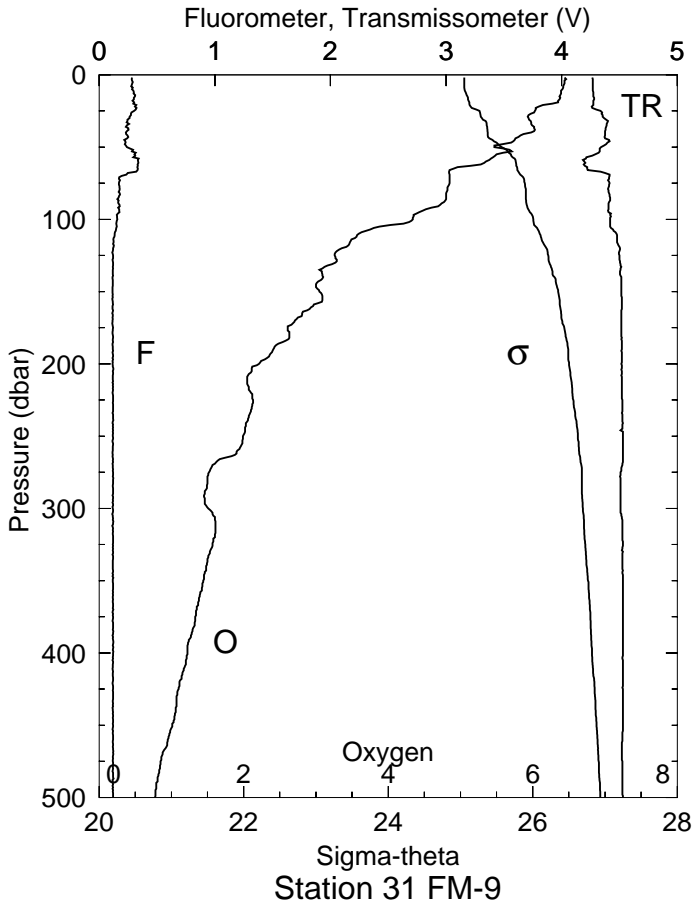 Fluorometer, Transmissometer (V)
0 1 2 3 4 5
0
TR
100
F
σ
200
Pressure (dbar)
300
O
400
Oxygen
0 2 4 6 8
500
20 22 24 26 28
Sigma-theta
Station 31 FM-9